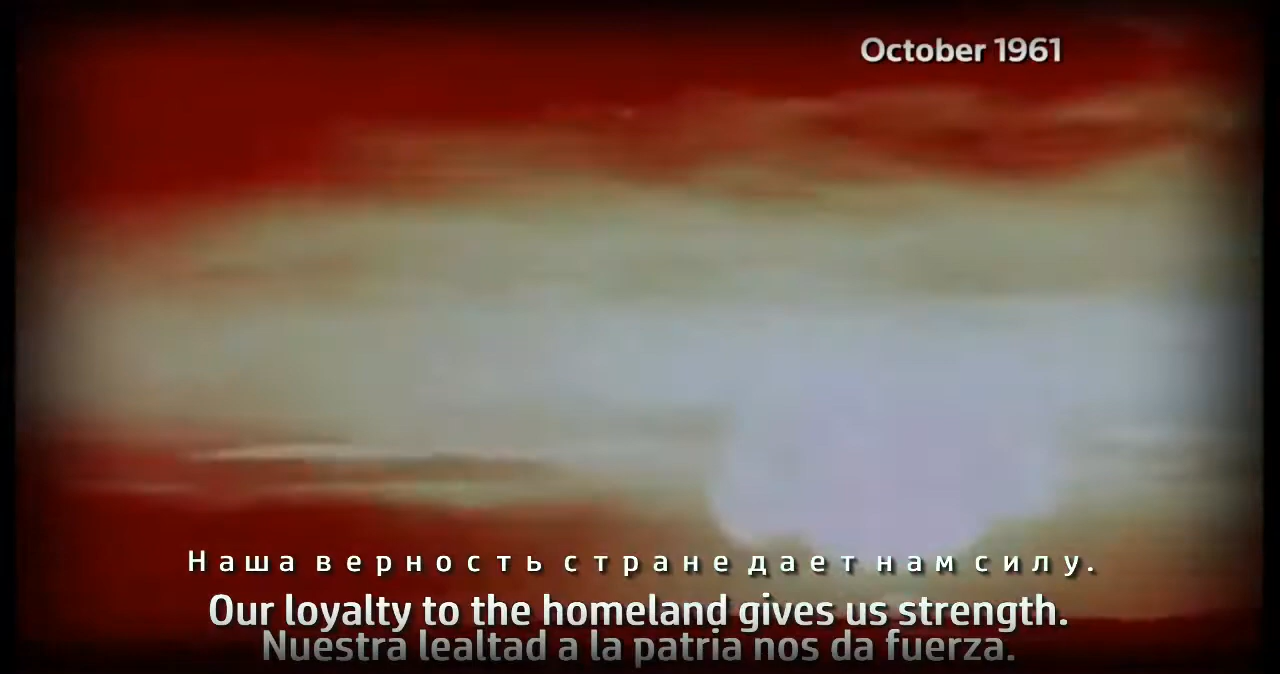 October 1961
Наша верность стране дает нам силу.
Our loyalty to the homeland gives us strength.
Nuestra lealtad a la patria nos da fuerza.